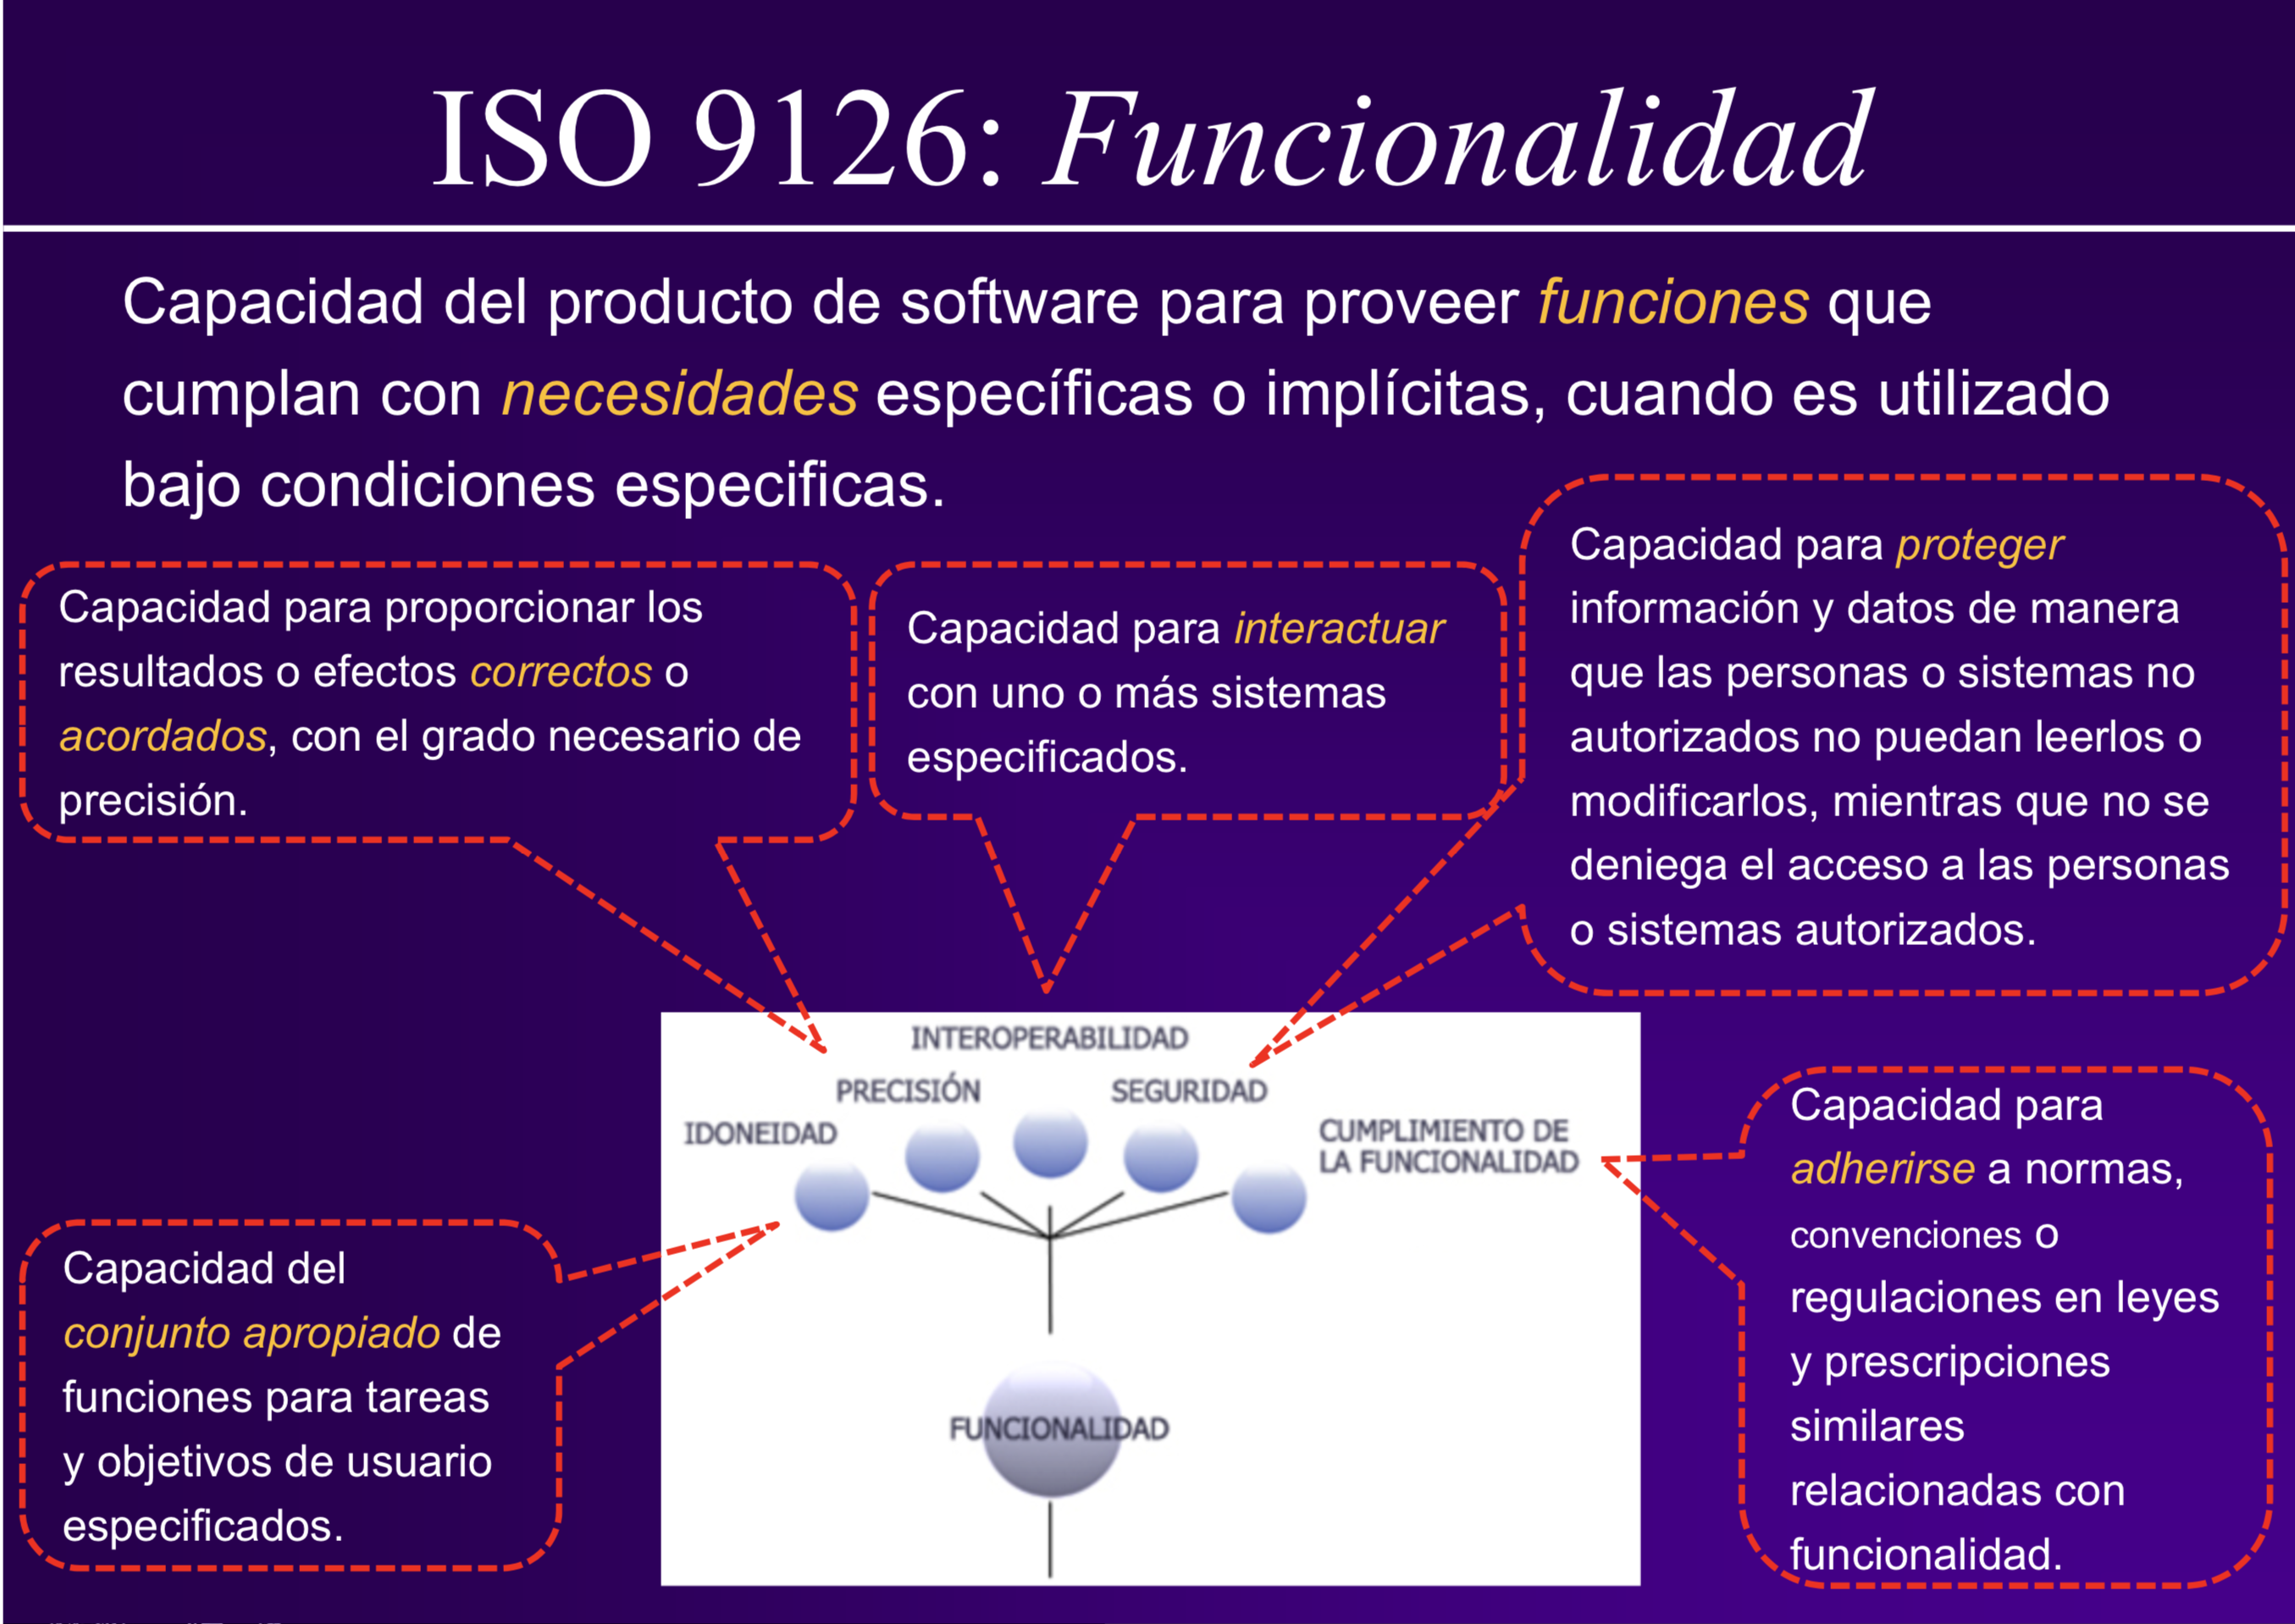 ISO 9126: Funcionalidad
Capacidad del producto de software para proveer funciones que
cumplan con necesidades específicas o implícitas, cuando es utilizado
bajo condiciones especificas.
Capacidad para proporcionar los
resultados o efectos correctos o
acordados, con el grado necesario de
precisión.
Capacidad para interactuar
con uno o más sistemas
especificados.
Capacidad para proteger
información y datos de manera
que las personas o sistemas no
autorizados no puedan leerlos o
modificarlos, mientras que no se
deniega el acceso a las personas
o sistemas autorizados.
INTEROPERABILIDAD
PRECISIÓN
SEGURIDAD
IDONEIDAD
CUMPLIMIENTO DE
LA FUNCIONALIDAD
FUNCIONALIDAD
Capacidad del
conjunto apropiado de
funciones para tareas
y objetivos de usuario
especificados.
Capacidad para
adherirse a normas,
convenciones o
regulaciones en leyes
y prescripciones
similares
relacionadas con
funcionalidad.